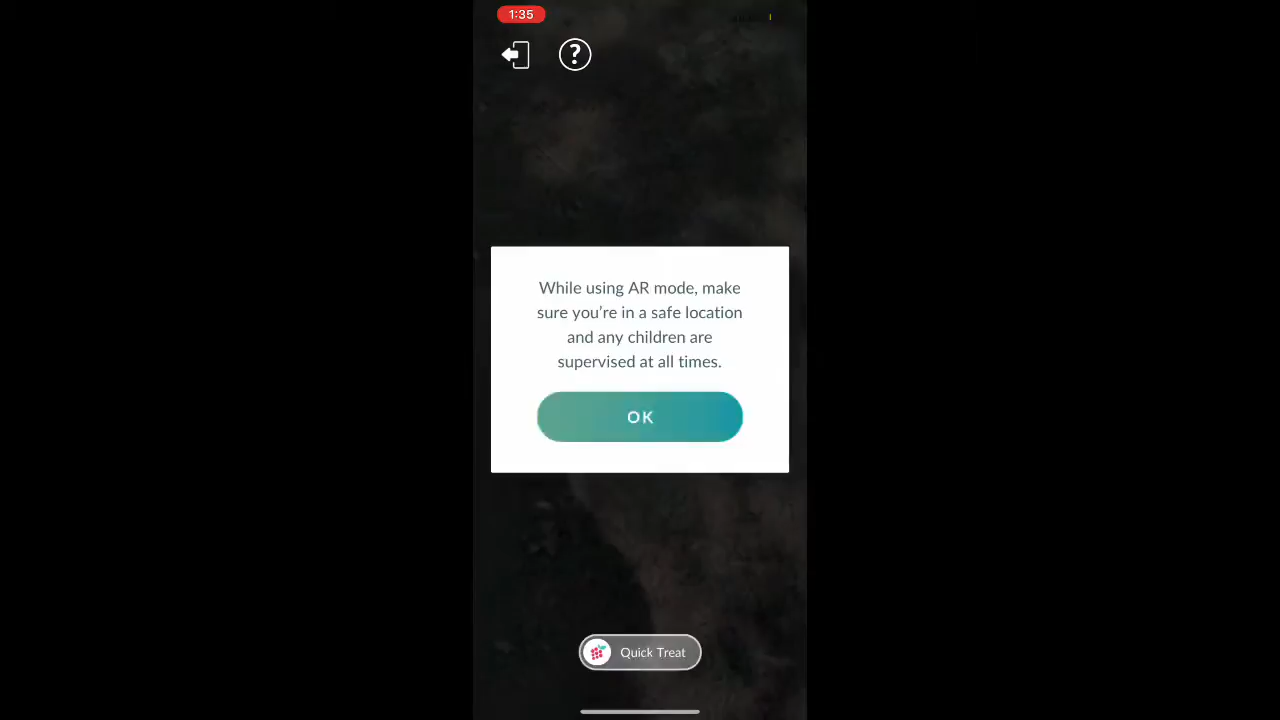 1:35
?
While using AR mode, make
sure you're in a safe location
and any children are
supervised at all times.
OK
Quick Treat